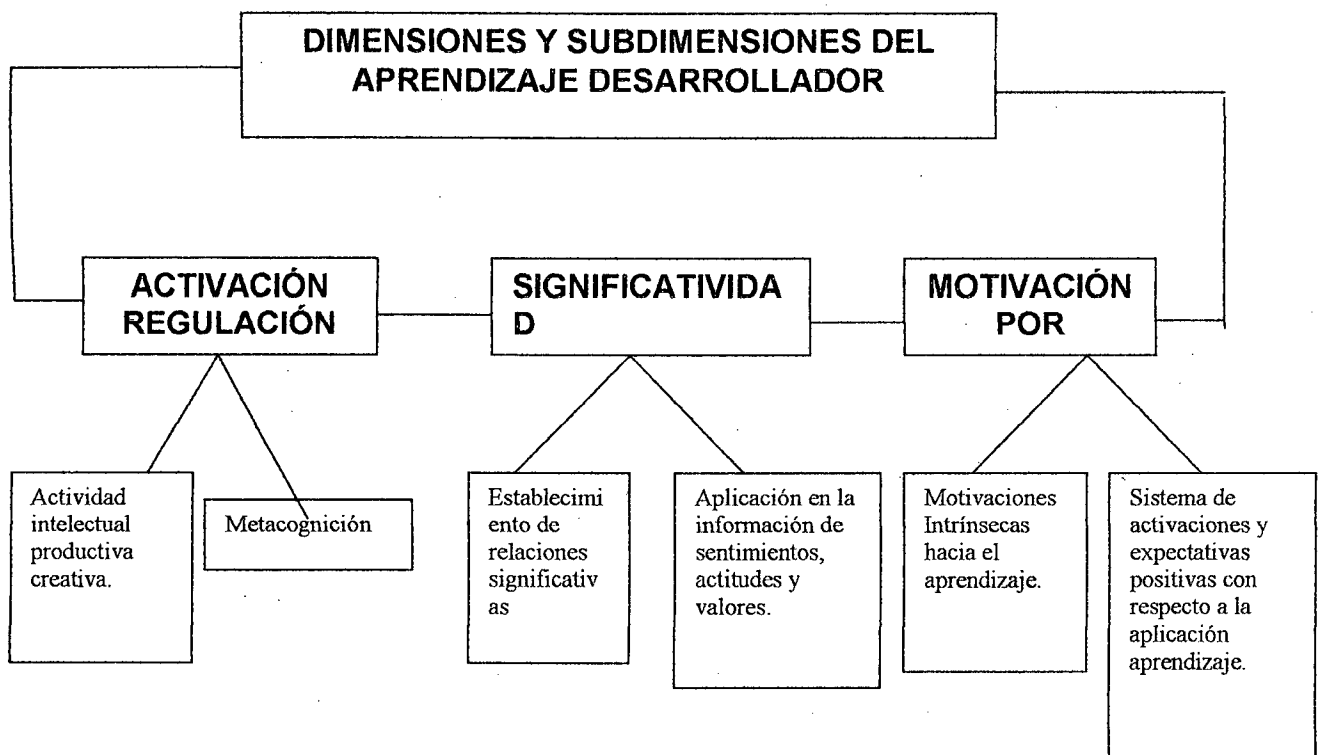 DIMENSIONES Y SUBDIMENSIONES DEL
APRENDIZAJE DESARROLLADOR
ACTIVACIÓN
REGULACIÓN
SIGNIFICATIVIDA
D
MOTIVACIÓN
POR
Actividad
intelectual
productiva
creativa.
Metacognición
Establecimi
ento de
relaciones
significativ
as
Aplicación en la
información de
sentimientos,
actitudes y
valores.
Motivaciones
Intrínsecas
hacia el
aprendizaje.
Sistema de
activaciones y
expectativas
positivas con
respecto a la
aplicación
aprendizaje.